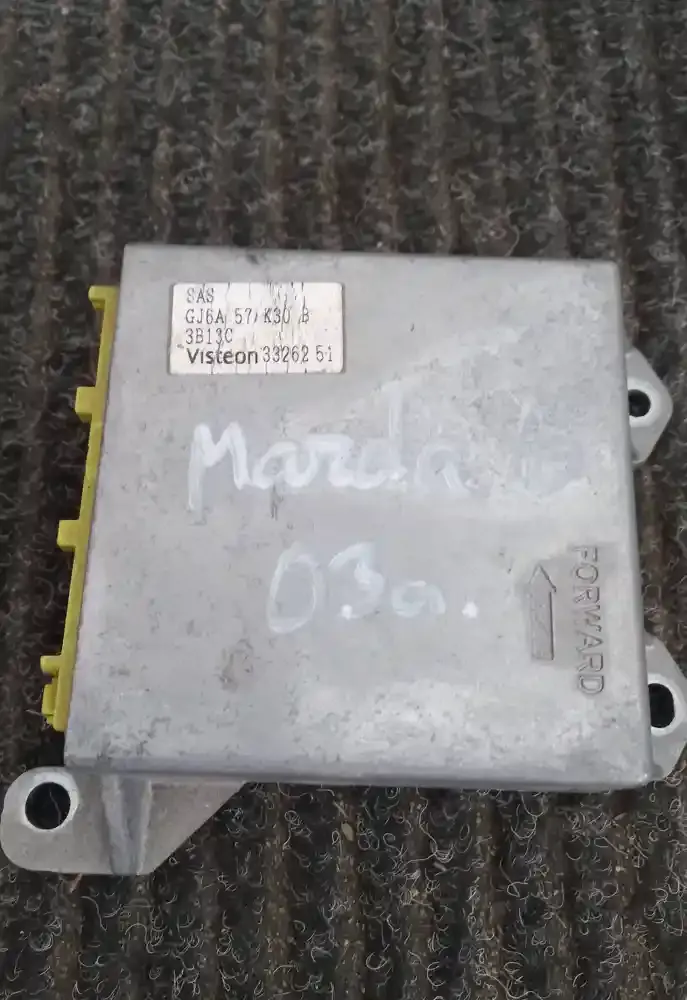 SAS
GJ6A 57 K30 B
3B13C
Visteon 33262 51
Mazda 6
03a.
FORWARD